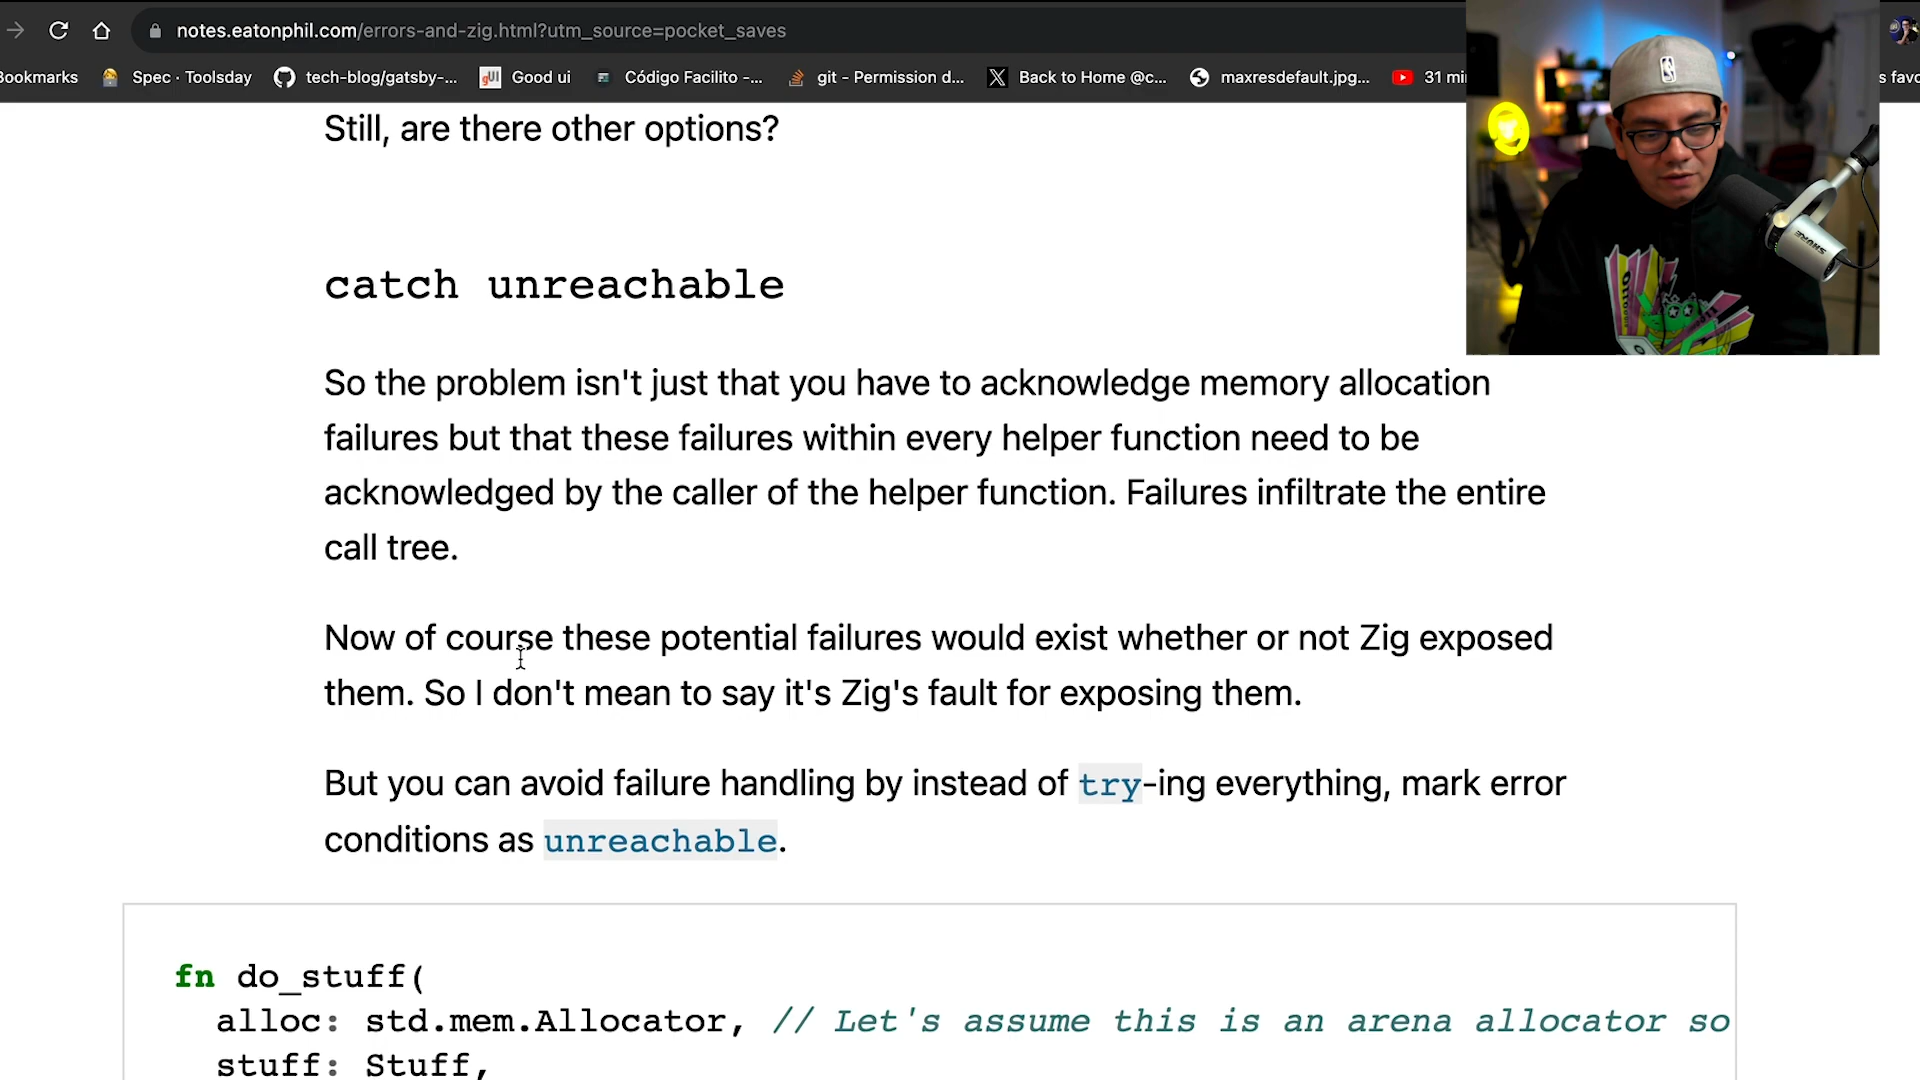 notes.eatonphil.com/errors-and-zig.html?utm_source=pocket_saves
Bookmarks
Spec · Toolsday
tech-blog/gatsby-...
gUI
Good ui
Código Facilito -...
git - Permission d...
Back to Home @c...
maxresdefault.jpg...
31 mi
s favo
Still, are there other options?
SHURE
catch unreachable
So the problem isn't just that you have to acknowledge memory allocation
failures but that these failures within every helper function need to be
acknowledged by the caller of the helper function. Failures infiltrate the entire
call tree.
Now of course these potential failures would exist whether or not Zig exposed
them. So I don't mean to say it's Zig's fault for exposing them.
But you can avoid failure handling by instead of try-ing everything, mark error
conditions as unreachable.
fn do_stuff(
alloc: std.mem.Allocator, // Let's assume this is an arena allocator so
stuff: Stuff,